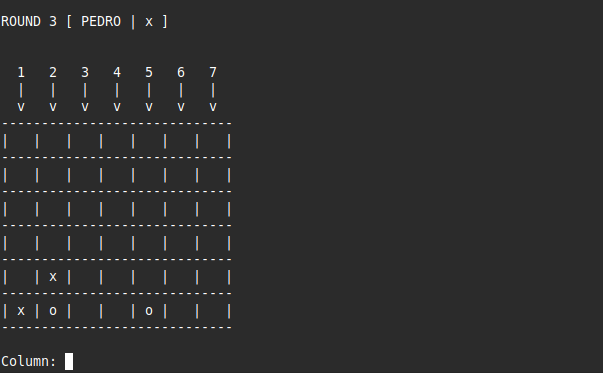 ROUND 3 [ PEDRO | x ]
1   2   3   4   5   6   7
|   |   |   |   |   |   |
v   v   v   v   v   v   v
-----------------------------
|   |   |   |   |   |   |   |
-----------------------------
|   |   |   |   |   |   |   |
-----------------------------
|   |   |   |   |   |   |   |
-----------------------------
|   |   |   |   |   |   |   |
-----------------------------
|   | x |   |   |   |   |   |
-----------------------------
| x | o |   |   | o |   |   |
-----------------------------
Column: